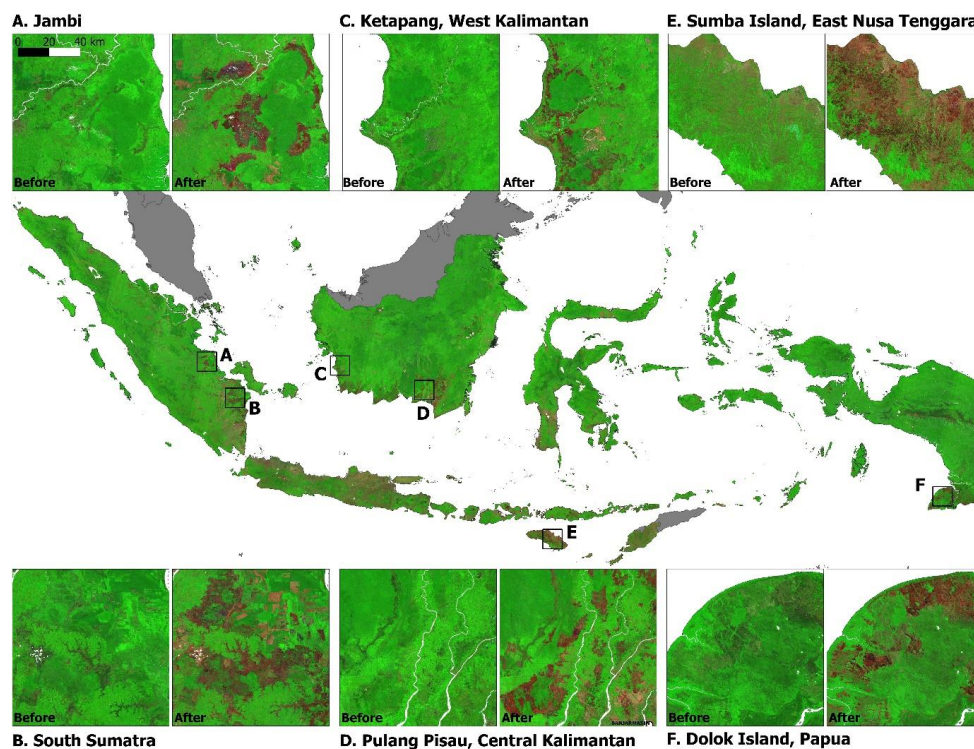 A. Jambi
C. Ketapang, West Kalimantan
E. Sumba Island, East Nusa Tenggara
0 20 40 km
Before
After
Before
After
Before
After
A
B
C
D
E
F
Before
After
Before
After
BANJARMASIN
Before
After
B. South Sumatra
D. Pulang Pisau, Central Kalimantan
F. Dolok Island, Papua